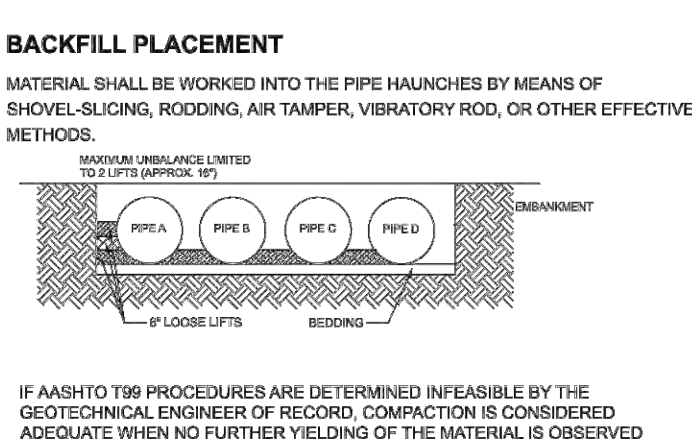 BACKFILL PLACEMENT
MATERIAL SHALL BE WORKED INTO THE PIPE HAUNCHES BY MEANS OF
SHOVEL-SLICING, RODDING, AIR TAMPER, VIBRATORY ROD, OR OTHER EFFECTIVE
METHODS.
MAXIMUM UNBALANCE LIMITED
TO 2 LIFTS (APPROX. 16")
EMBANKMENT
PIPE A
PIPE B
PIPE C
PIPE D
8" LOOSE LIFTS
BEDDING
IF AASHTO T99 PROCEDURES ARE DETERMINED INFEASIBLE BY THE
GEOTECHNICAL ENGINEER OF RECORD, COMPACTION IS CONSIDERED
ADEQUATE WHEN NO FURTHER YIELDING OF THE MATERIAL IS OBSERVED